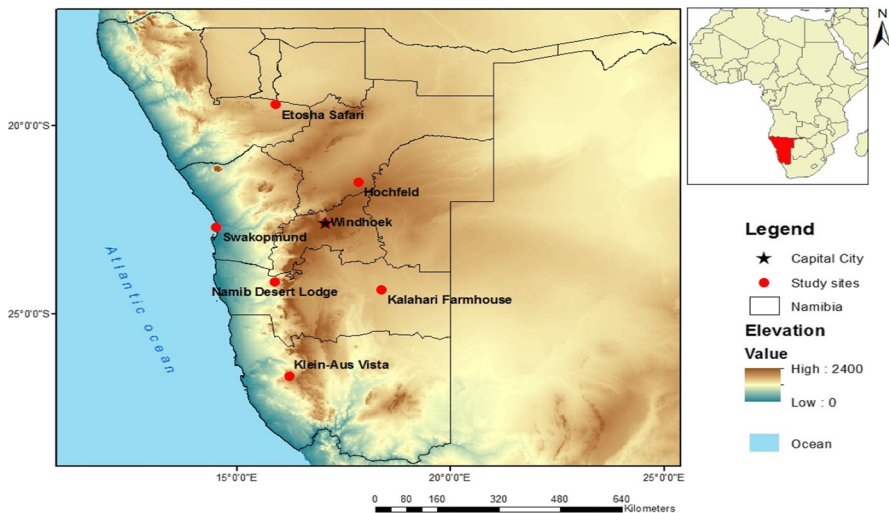 N
20°0'0"S
25°0'0"S
Etosha Safari
Hochfeld
Windhoek
Swakopmund
Namib Desert Lodge
Kalahari Farmhouse
Klein-Aus Vista
Atlantic ocean
15°0'0"E
20°0'0"E
25°0'0"E
0 80 160 320 480 640
Kilometers
Legend
Capital City
Study sites
Namibia
Elevation
Value
High : 2400
Low : 0
Ocean